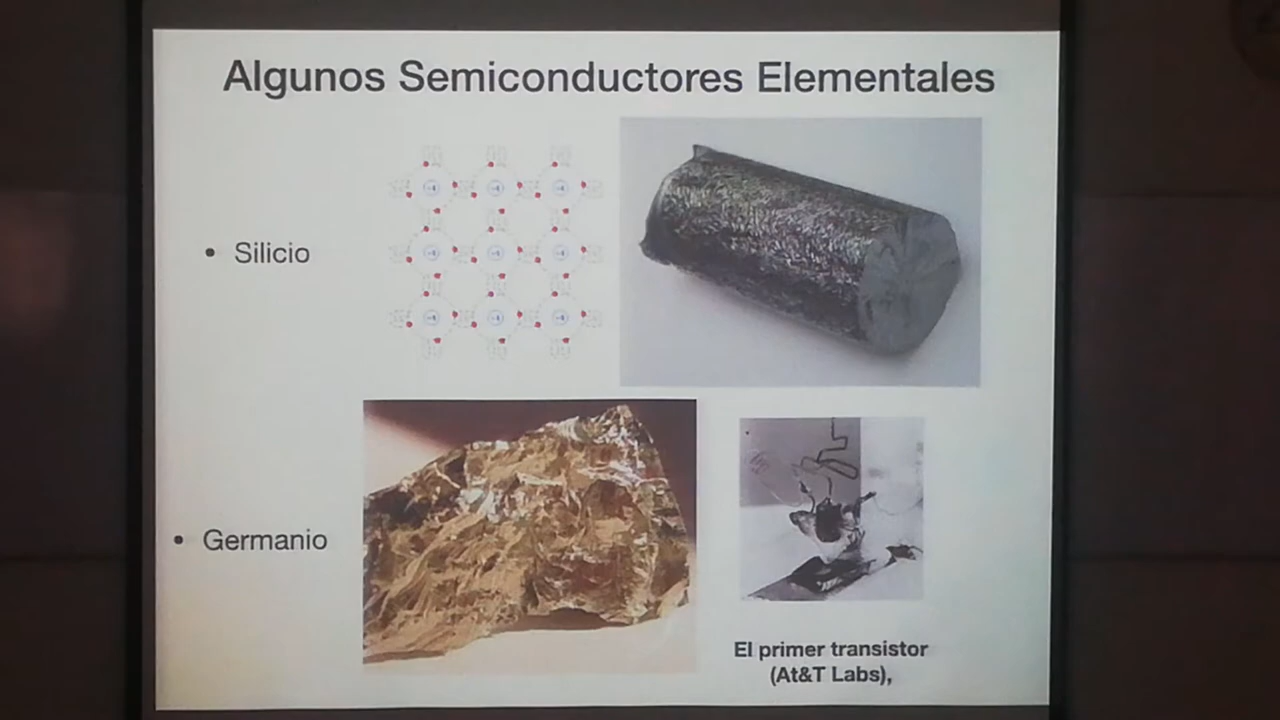 Algunos Semiconductores Elementales
• Silicio
• Germanio
El primer transistor
(At&T Labs),